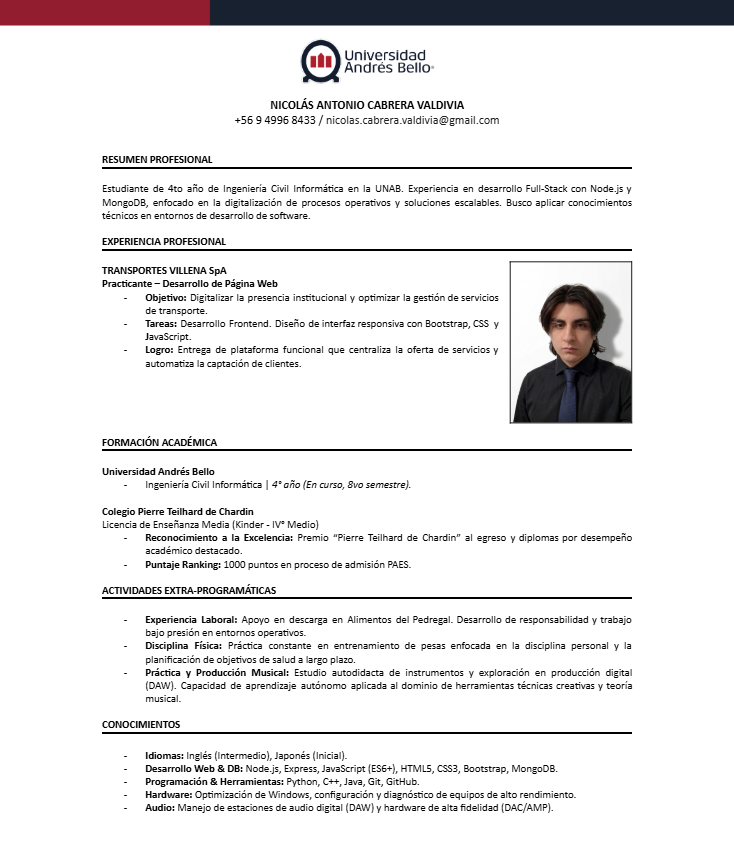 Universidad
Andrés Bello
NICOLÁS ANTONIO CABRERA VALDIVIA
+56 9 4996 8433 / nicolas.cabrera.valdivia@gmail.com
RESUMEN PROFESIONAL
Estudiante de 4to año de Ingeniería Civil Informática en la UNAB. Experiencia en desarrollo Full-Stack con Node.js y
MongoDB, enfocado en la digitalización de procesos operativos y soluciones escalables. Busco aplicar conocimientos
técnicos en entornos de desarrollo de software.
EXPERIENCIA PROFESIONAL
TRANSPORTES VILLENA SpA
Practicante – Desarrollo de Página Web
- Objetivo: Digitalizar la presencia institucional y optimizar la gestión de servicios
de transporte.
- Tareas: Desarrollo Frontend. Diseño de interfaz responsiva con Bootstrap, CSS y
JavaScript.
- Logro: Entrega de plataforma funcional que centraliza la oferta de servicios y
automatiza la captación de clientes.
FORMACIÓN ACADÉMICA
Universidad Andrés Bello
- Ingeniería Civil Informática | 4° año (En curso, 8vo semestre).
Colegio Pierre Teilhard de Chardin
Licencia de Enseñanza Media (Kinder - IV° Medio)
- Reconocimiento a la Excelencia: Premio “Pierre Teilhard de Chardin” al egreso y diplomas por desempeño
académico destacado.
- Puntaje Ranking: 1000 puntos en proceso de admisión PAES.
ACTIVIDADES EXTRA-PROGRAMÁTICAS
- Experiencia Laboral: Apoyo en descarga en Alimentos del Pedregal. Desarrollo de responsabilidad y trabajo
bajo presión en entornos operativos.
- Disciplina Física: Práctica constante en entrenamiento de pesas enfocada en la disciplina personal y la
planificación de objetivos de salud a largo plazo.
- Práctica y Producción Musical: Estudio autodidacta de instrumentos y exploración en producción digital
(DAW). Capacidad de aprendizaje autónomo aplicada al dominio de herramientas técnicas creativas y teoría
musical.
CONOCIMIENTOS
- Idiomas: Inglés (Intermedio), Japonés (Inicial).
- Desarrollo Web & DB: Node.js, Express, JavaScript (ES6+), HTML5, CSS3, Bootstrap, MongoDB.
- Programación & Herramientas: Python, C++, Java, Git, GitHub.
- Hardware: Optimización de Windows, configuración y diagnóstico de equipos de alto rendimiento.
- Audio: Manejo de estaciones de audio digital (DAW) y hardware de alta fidelidad (DAC/AMP).